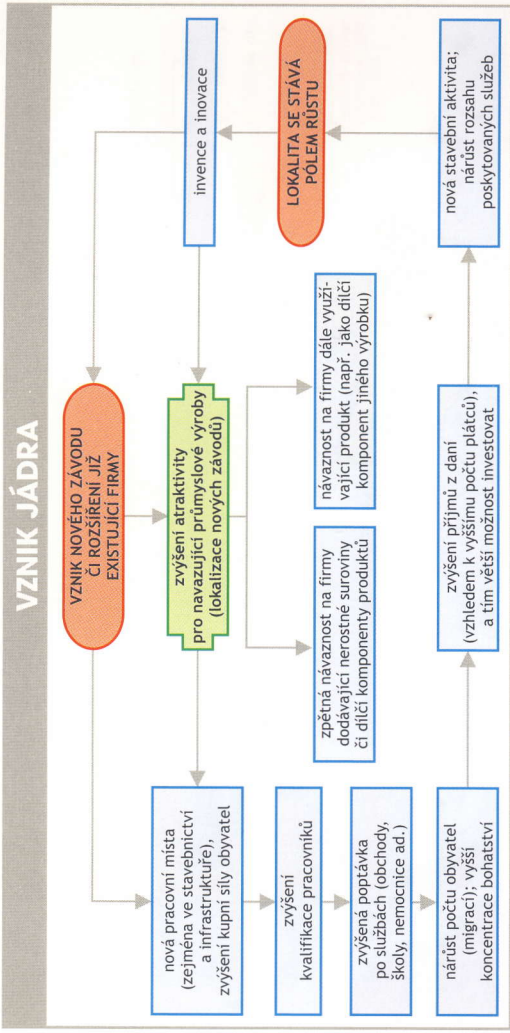 VZNIK JÁDRA
VZNIK NOVÉHO ZÁVODU
ČI ROZŠÍŘENÍ JIŽ
EXISTUJÍCÍ FIRMY
invence a inovace
zvýšení atraktivity
pro navazující průmyslové výroby
(lokalizace nových závodů)
LOKALITA SE STÁVÁ
PÓLEM RŮSTU
nová pracovní místa
(zejména ve stavebnictví
a infrastruktuře),
zvýšení kupní síly obyvatel
zvýšení
kvalifikace pracovníků
zvýšená poptávka
po službách (obchody,
školy, nemocnice ad.)
nárůst počtu obyvatel
(migrací); vyšší
koncentrace bohatství
zpětná návaznost na firmy
dodávající nerostné suroviny
či dílčí komponenty produktů
návaznost na firmy dále využí-
vající produkt (např. jako dílčí
komponent jiného výrobku)
zvýšení příjmů z daní
(vzhledem k vyššímu počtu plátců),
a tím větší možnost investovat
nová stavební aktivita;
nárůst rozsahu
poskytovaných služeb